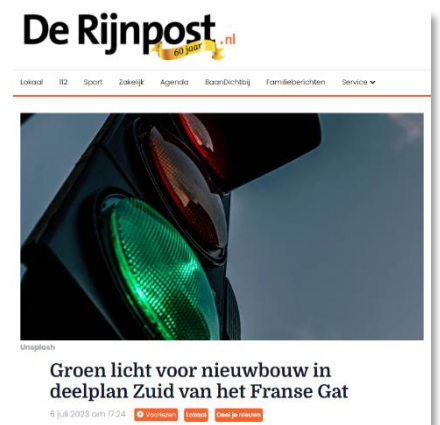 De Rijnpost.nl
60 jaar
Lokaal 112 Sport Zakelijk Agenda BaanDichtbij Familieberichten Service
Unsplash
Groen licht voor nieuwbouw in
deelplan Zuid van het Franse Gat
6 juli 2023 om 17:24 Voorlezen Lokaal Deel je nieuws